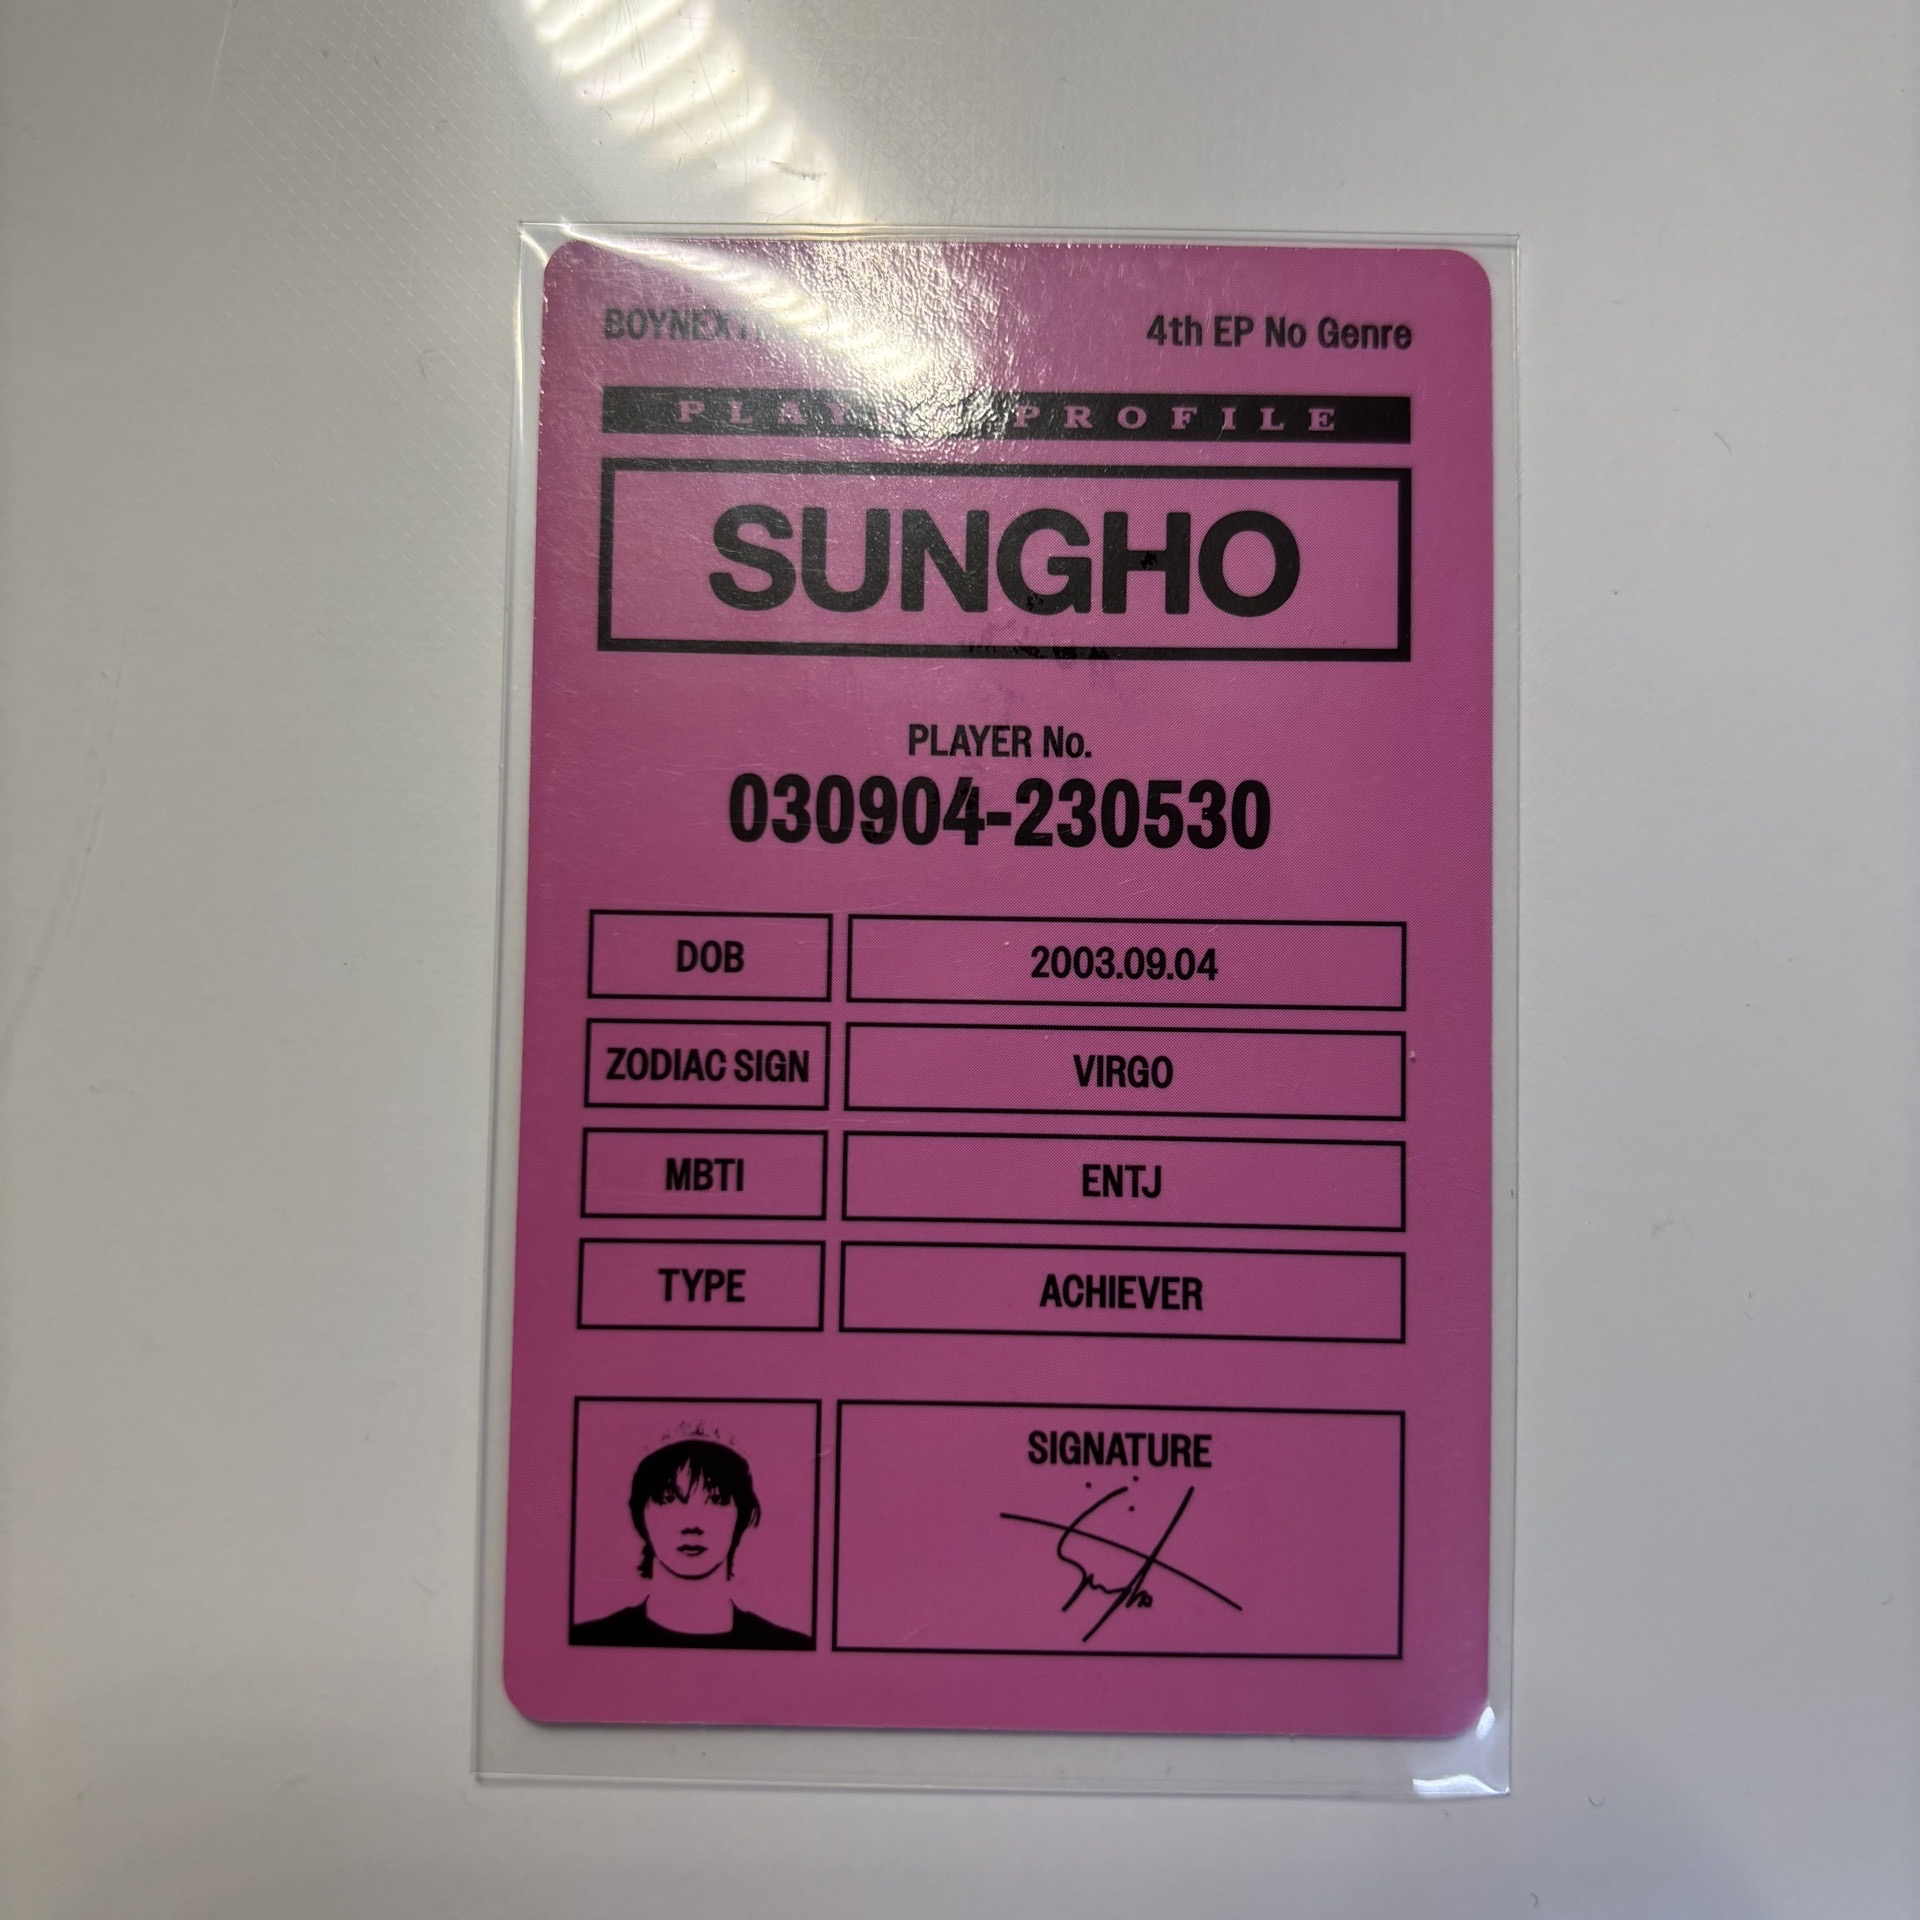 4th EP No Genre
PROFILE
SUNGHO
PLAYER No.
030904-230530
DOB 2003.09.04
ZODIAC SIGN VIRGO
MBTI ENTJ
TYPE ACHIEVER
SIGNATURE